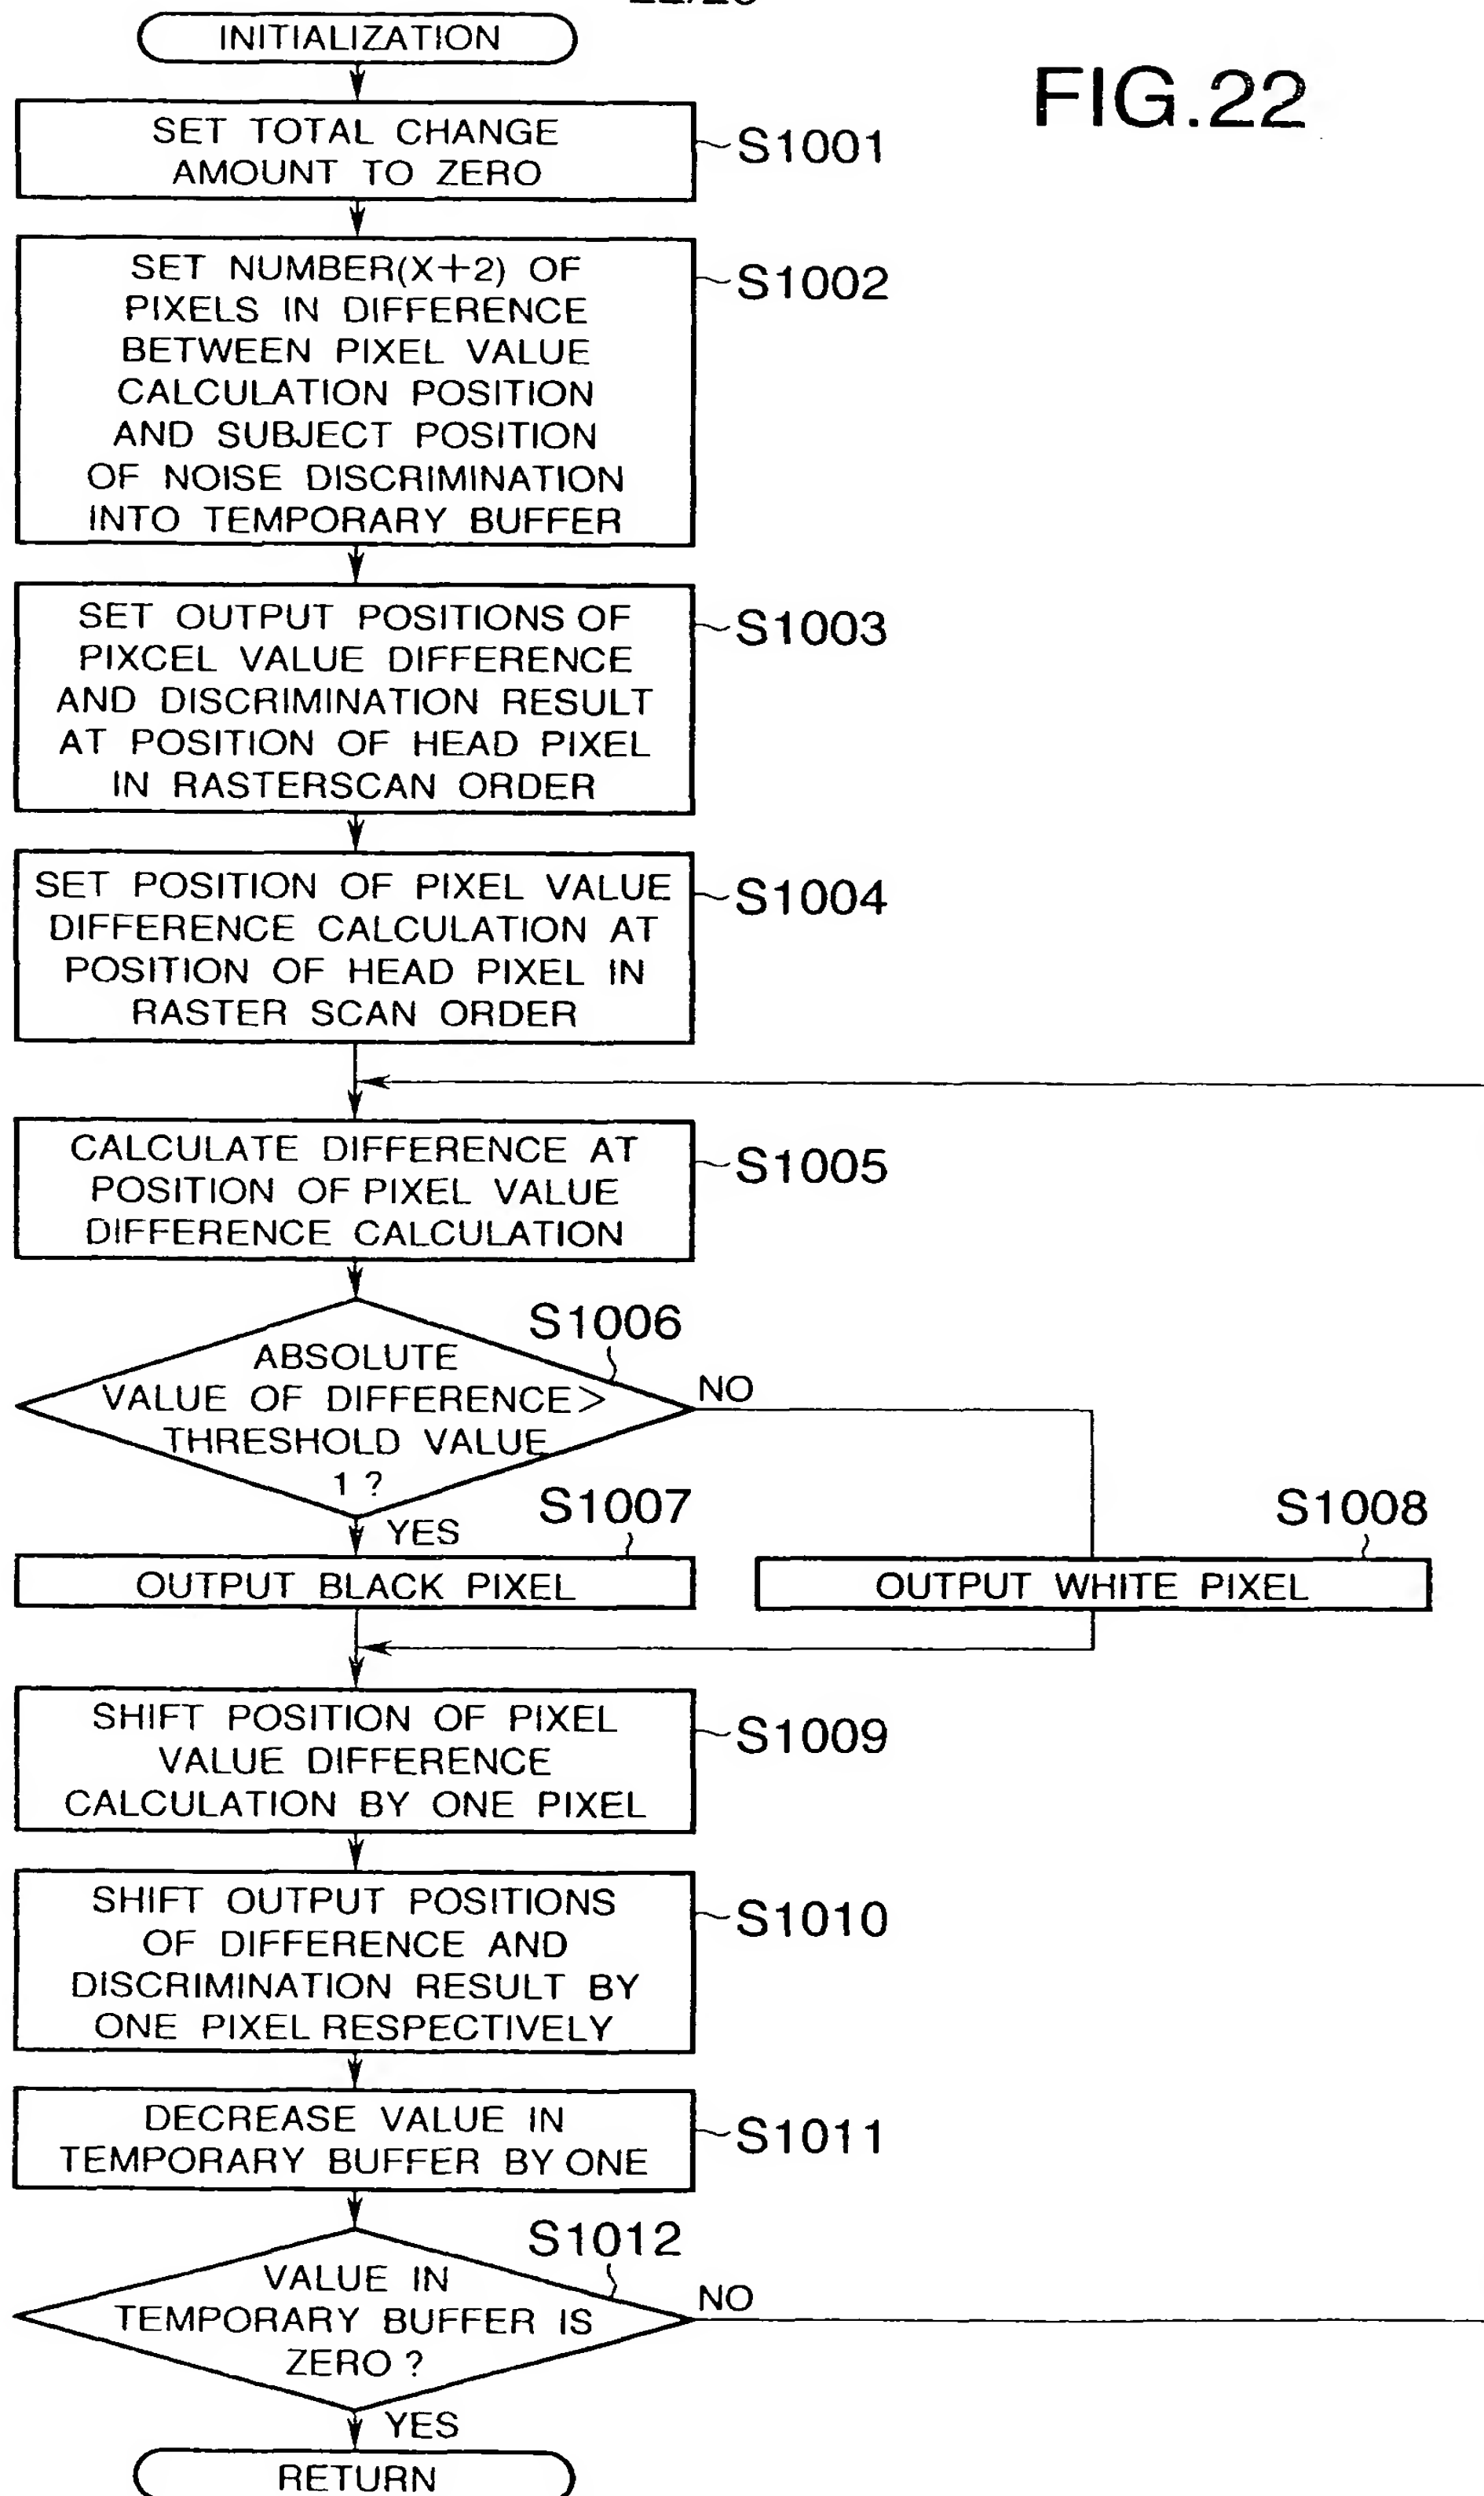 INITIALIZATION
FIG.22
SET TOTAL CHANGE
AMOUNT TO ZERO
S1001
SET NUMBER(X+2) OF
PIXELS IN DIFFERENCE
BETWEEN PIXEL VALUE
CALCULATION POSITION
AND SUBJECT POSITION
OF NOISE DISCRIMINATION
INTO TEMPORARY BUFFER
S1002
SET OUTPUT POSITIONS OF
PIXCEL VALUE DIFFERENCE
AND DISCRIMINATION RESULT
AT POSITION OF HEAD PIXEL
IN RASTERSCAN ORDER
S1003
SET POSITION OF PIXEL VALUE
DIFFERENCE CALCULATION AT
POSITION OF HEAD PIXEL IN
RASTER SCAN ORDER
S1004
CALCULATE DIFFERENCE AT
POSITION OF PIXEL VALUE
DIFFERENCE CALCULATION
S1005
S1006
ABSOLUTE
VALUE OF DIFFERENCE>
THRESHOLD VALUE
1 ?
NO
YES
S1007
OUTPUT BLACK PIXEL
S1008
OUTPUT WHITE PIXEL
SHIFT POSITION OF PIXEL
VALUE DIFFERENCE
CALCULATION BY ONE PIXEL
S1009
SHIFT OUTPUT POSITIONS
OF DIFFERENCE AND
DISCRIMINATION RESULT BY
ONE PIXEL RESPECTIVELY
S1010
DECREASE VALUE IN
TEMPORARY BUFFER BY ONE
S1011
S1012
VALUE IN
TEMPORARY BUFFER IS
ZERO ?
NO
YES
RETURN